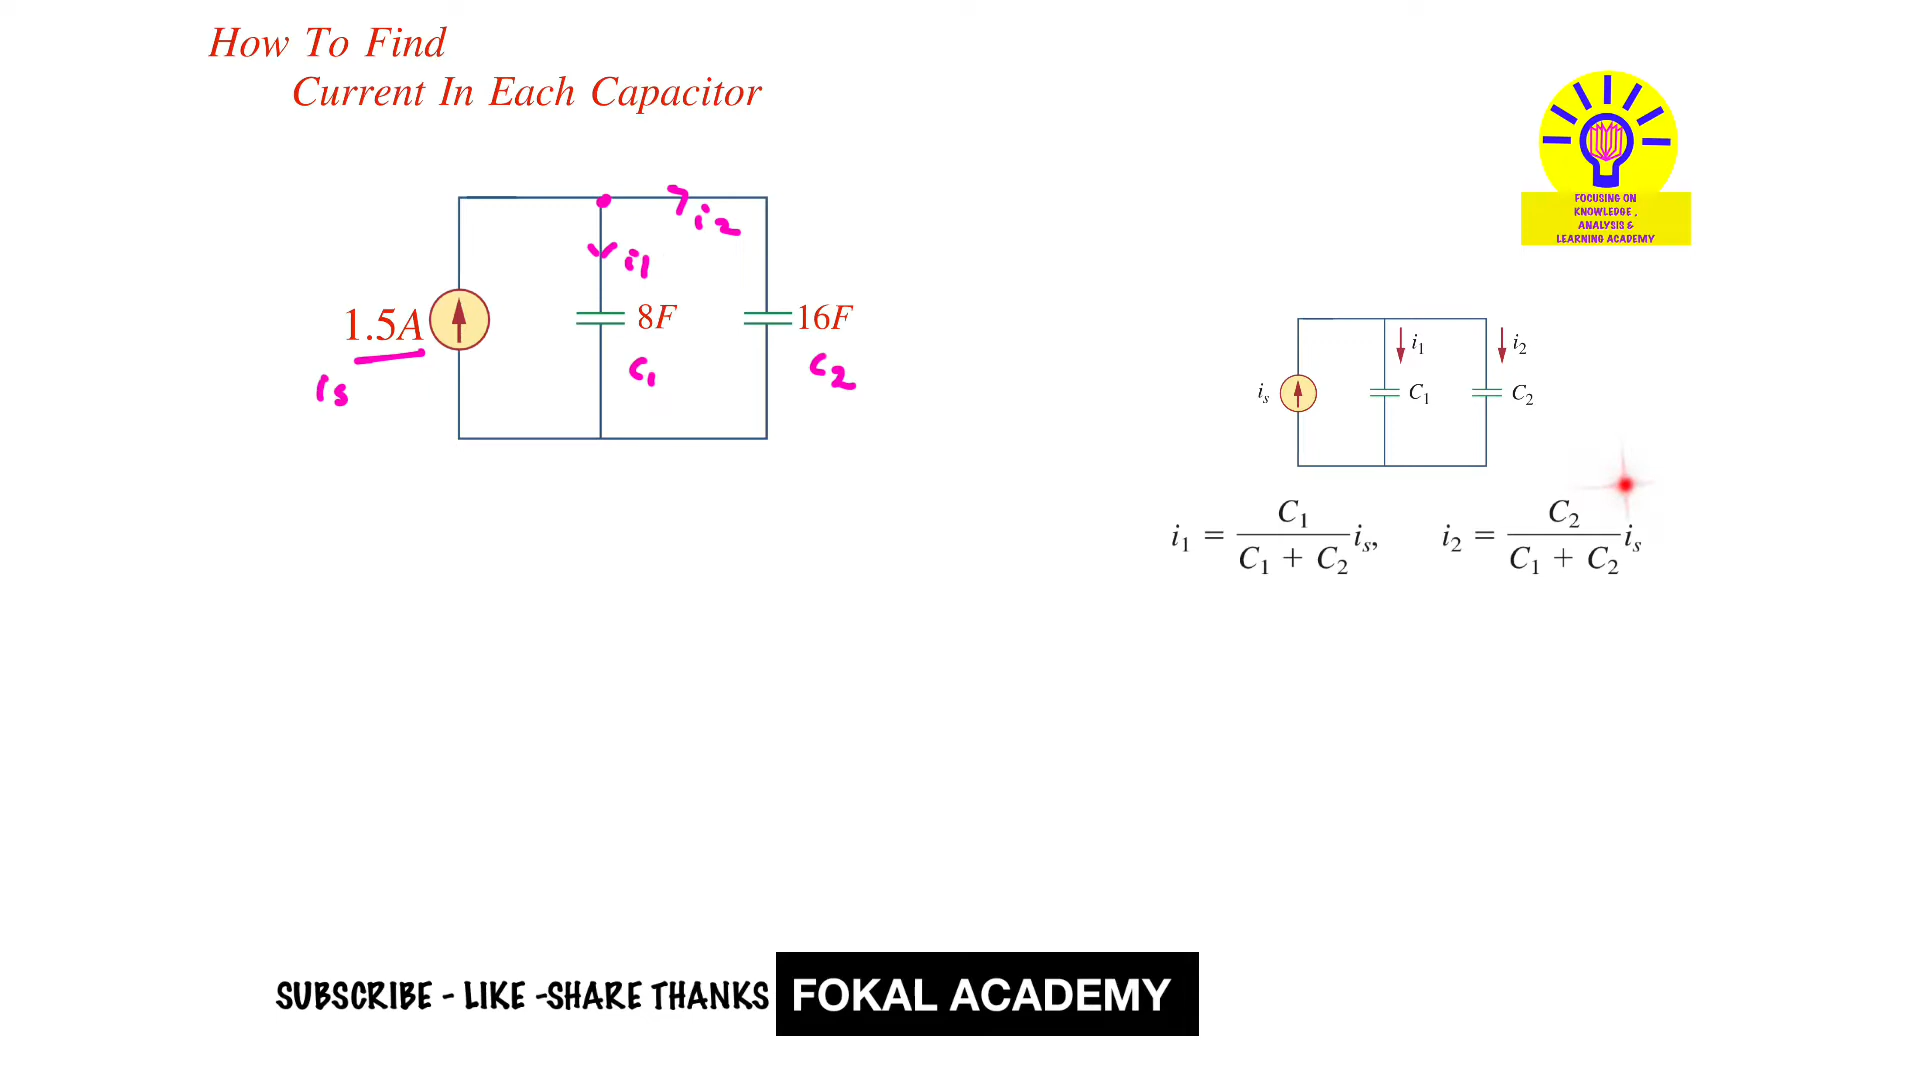 How To Find
Current In Each Capacitor
FOCUSING ON
KNOWLEDGE ,
ANALYSIS &
LEARNING ACADEMY
i2
i1
1.5A
8F
16F
is
C1
C2
i₁
i₂
iₛ
C₁
C₂
i₁ = C₁ / (C₁ + C₂) iₛ, i₂ = C₂ / (C₁ + C₂) iₛ
SUBSCRIBE - LIKE -SHARE THANKS FOKAL ACADEMY